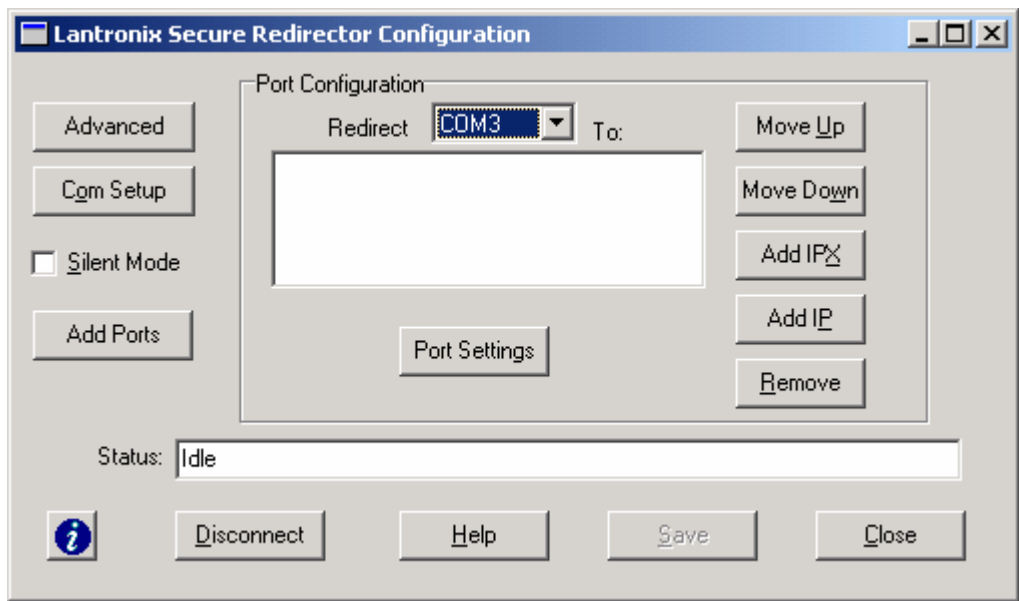 Lantronix Secure Redirector Configuration
Port Configuration
Advanced
Redirect COM3 To:
Move Up
Com Setup
Move Down
Silent Mode
Add IPX
Add Ports
Add IP
Port Settings
Remove
Status: Idle
Disconnect Help Save Close